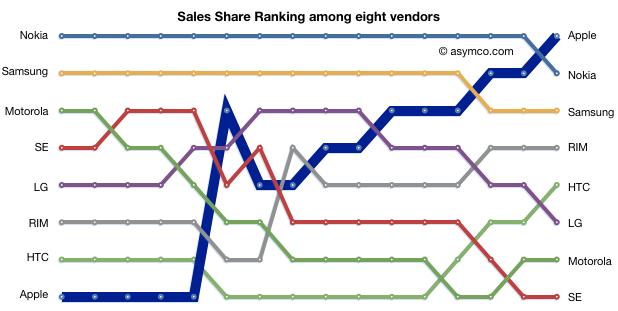 Sales Share Ranking among eight vendors
Nokia
Apple
© asymco.com
Samsung
Nokia
Motorola
Samsung
SE
RIM
LG
HTC
RIM
LG
HTC
Motorola
Apple
SE